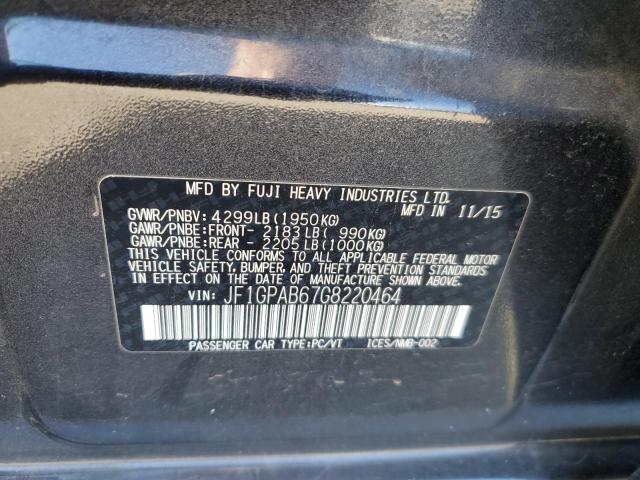 MFD BY FUJI HEAVY INDUSTRIES LTD.
MFD IN 11/15
GVWR/PNBV: 4299LB(1950KG)
GAWR/PNBE:FRONT- 2183LB( 990KG)
GAWR/PNBE:REAR - 2205LB(1000KG)
THIS VEHICLE CONFORMS TO ALL APPLICABLE FEDERAL MOTOR
VEHICLE SAFETY, BUMPER, AND THEFT PREVENTION STANDARDS
IN EFFECT ON THE DATE OF MANUFACTURE SHOWN ABOVE.
VIN: JF1GPAB67G8220464
PASSENGER CAR TYPE:PC/VT ICES/NMB-002